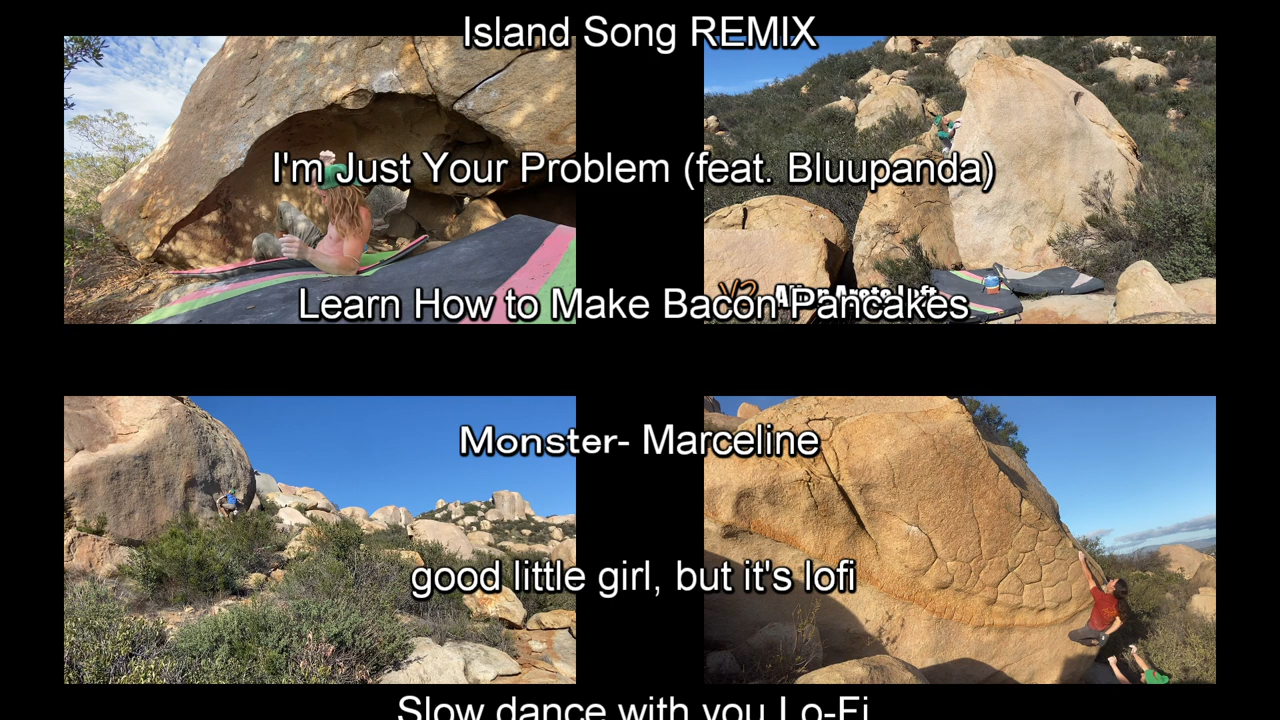 Island Song REMIX
I'm Just Your Problem (feat. Bluupanda)
V2
Learn How to Make Bacon Pancakes
Monster- Marceline
good little girl, but it's lofi
Slow dance with you Lo-Fi